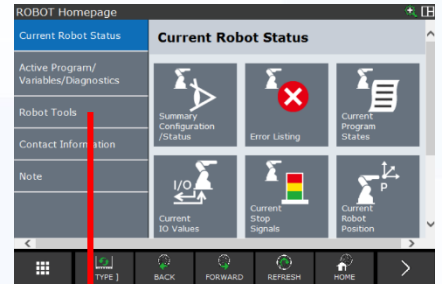 ROBOT Homepage
Current Robot Status
Active Program/
Variables/Diagnostics
Robot Tools
Contact Information
Note
Current Robot Status
Summary
Configuration
/Status
Error Listing
Current
Program
States
I/O
Current
IO Values
Current
Stop
Signals
P
Current
Robot
Position
TYPE ]
BACK
FORWARD
REFRESH
HOME